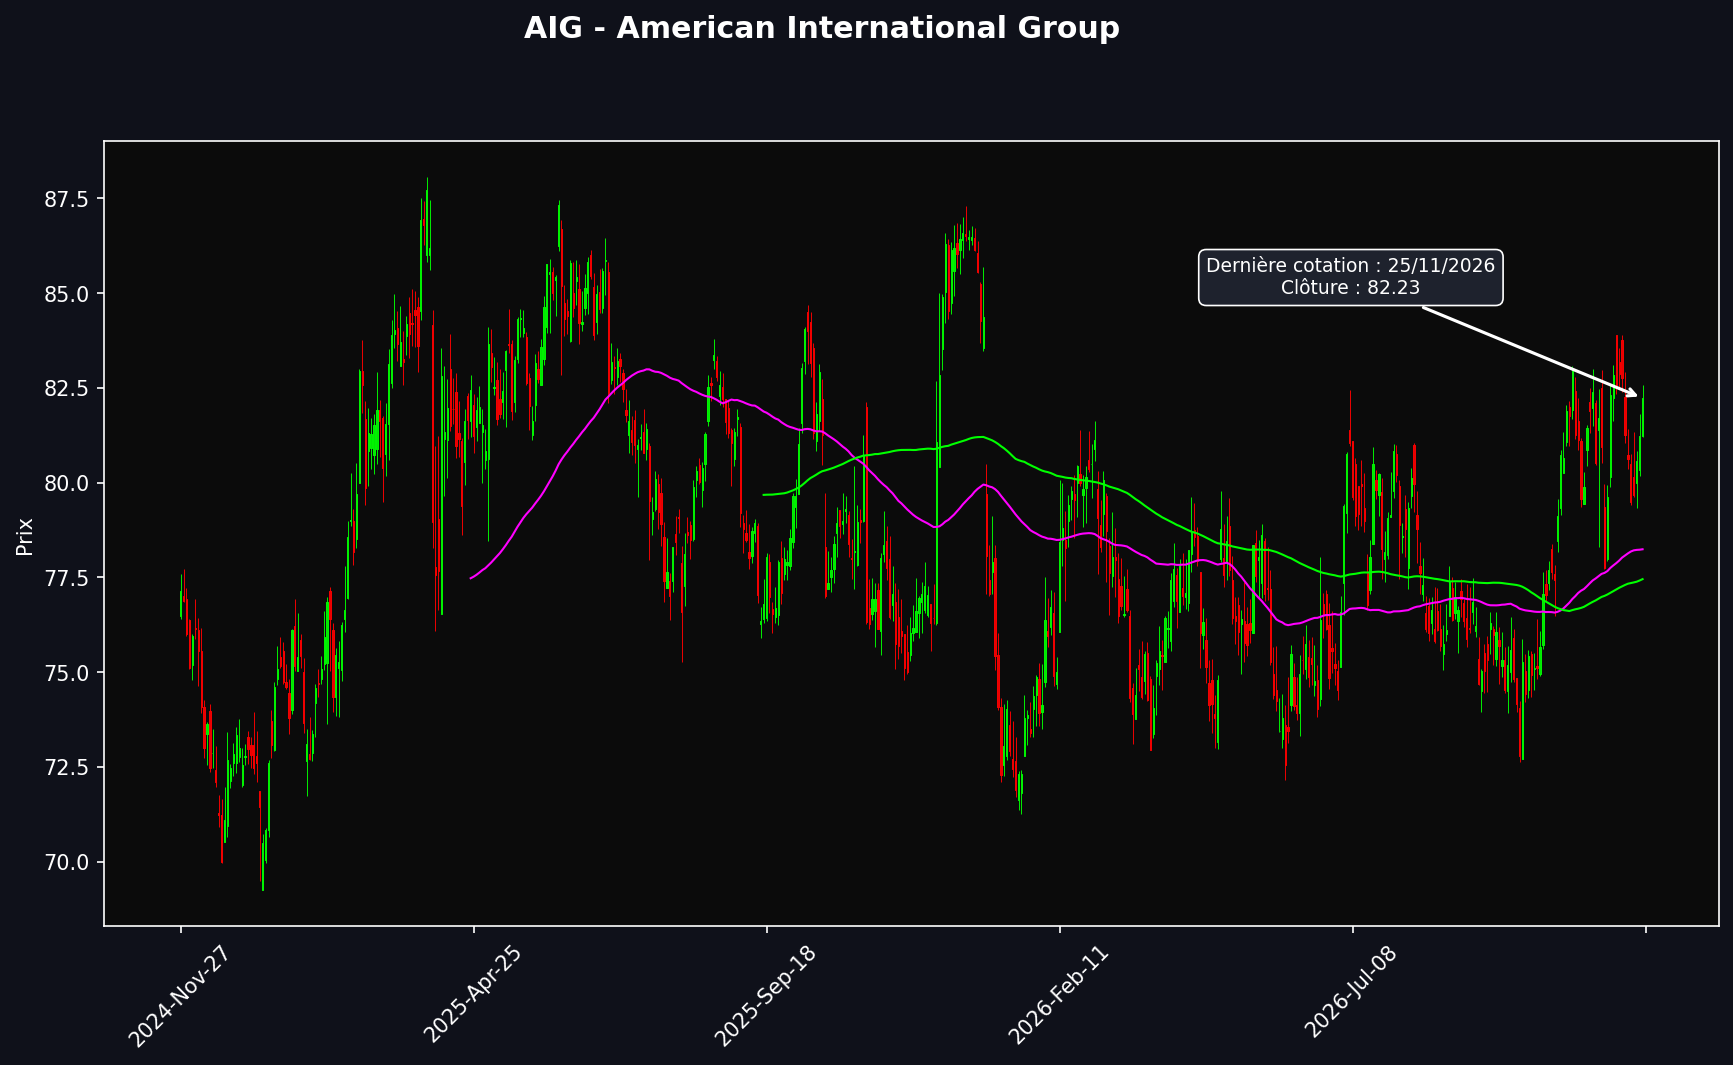 AIG - American International Group
Dernière cotation : 25/11/2026
Clôture : 82.23
Prix
87.5
85.0
82.5
80.0
77.5
75.0
72.5
70.0
2024-Nov-27
2025-Apr-25
2025-Sep-18
2026-Feb-11
2026-Jul-08